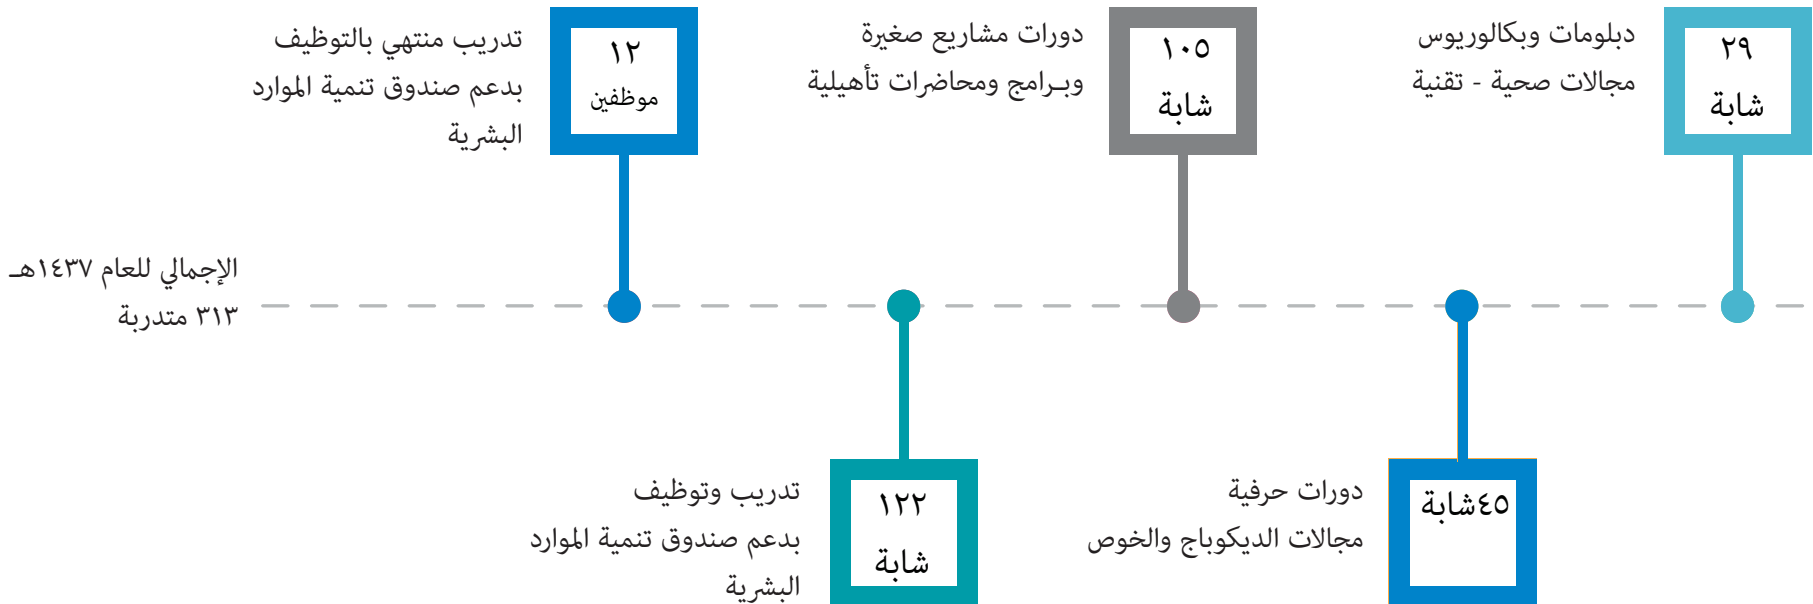 ٢٩
شابة
دبلومات وبكالوريوس
مجالات صحية - تقنية
٤٥شابة
دورات حرفية
مجالات الديكوباج والخوص
١٠٥
شابة
دورات مشاريع صغيرة
وبـرامج ومحاضرات تأهيلية
١٢٢
شابة
تدريب وتوظيف
بدعم صندوق تنمية الموارد
البشرية
١٢
موظفين
تدريب منتهي بالتوظيف
بدعم صندوق تنمية الموارد
البشرية
الإجمالي للعام ١٤٣٧هـ
٣١٣ متدربة